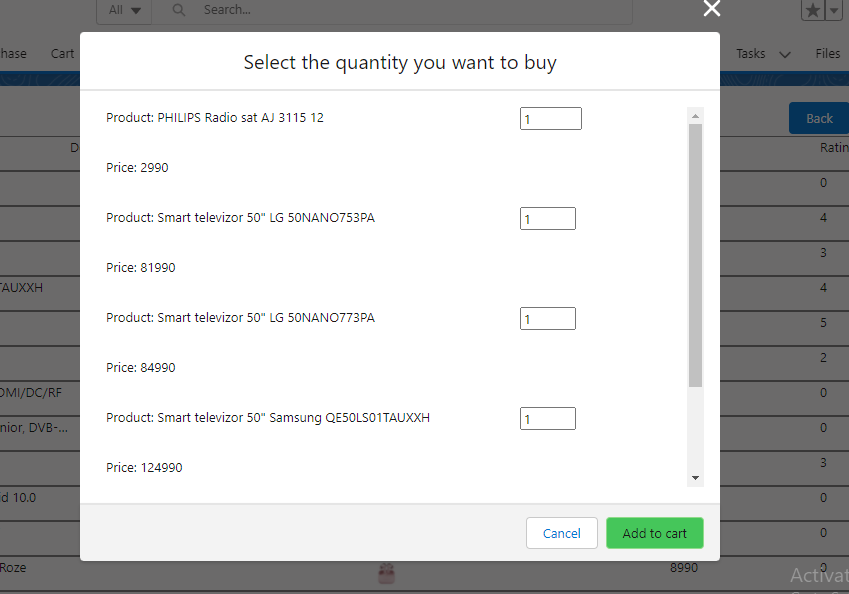 All
Search...
hase
Cart
Tasks
Files
Select the quantity you want to buy
Back
Product: PHILIPS Radio sat AJ 3115 12
1
D
Ratin
Price: 2990
0
Product: Smart televizor 50" LG 50NANO753PA
1
4
3
Price: 81990
TAUXXH
4
Product: Smart televizor 50" LG 50NANO773PA
1
5
Price: 84990
2
OMI/DC/RF
0
Product: Smart televizor 50" Samsung QE50LS01TAUXXH
1
nior, DVB-...
0
Price: 124990
3
d 10.0
0
Cancel
Add to cart
0
Roze
8990
0
Activat